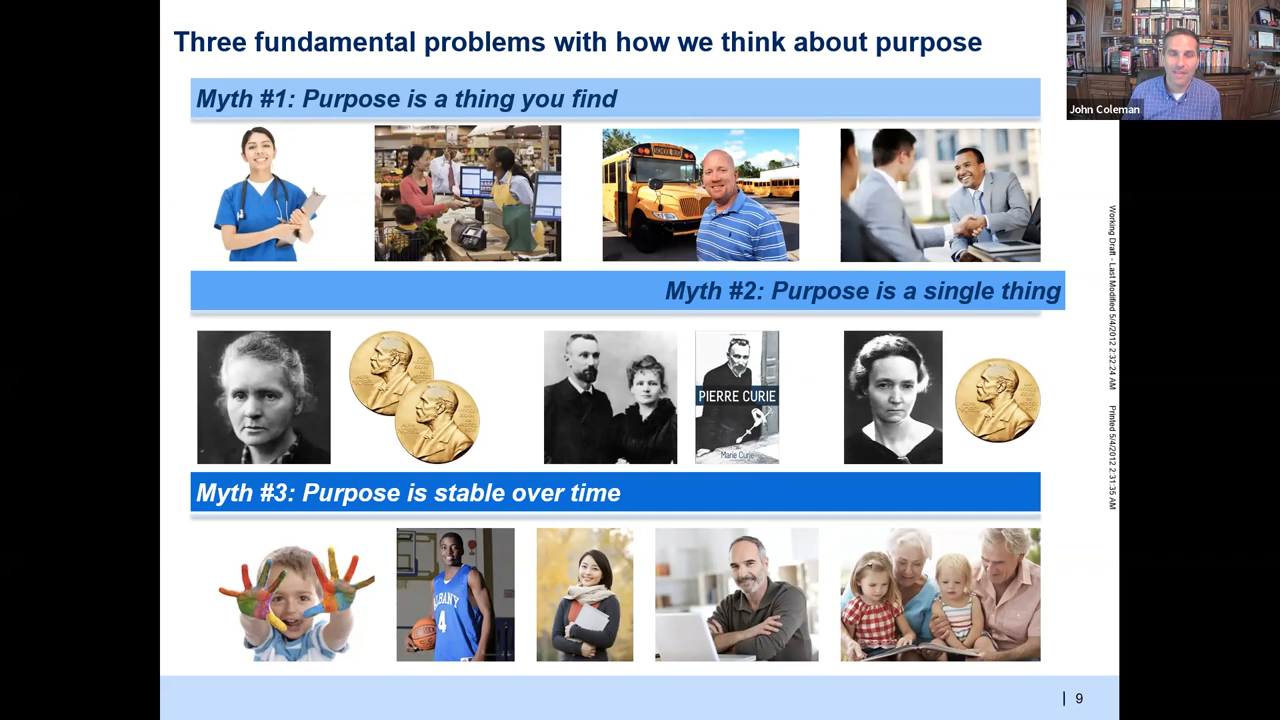 Three fundamental problems with how we think about purpose
John Coleman
Myth #1: Purpose is a thing you find
SCHOOL BUS
Myth #2: Purpose is a single thing
PIERRE CURIE
Marie Curie
Myth #3: Purpose is stable over time
ALBANY
4
Working Draft - Last Modified 5/4/2012 2:32:24 AM Printed 5/4/2012 2:31:35 AM
9